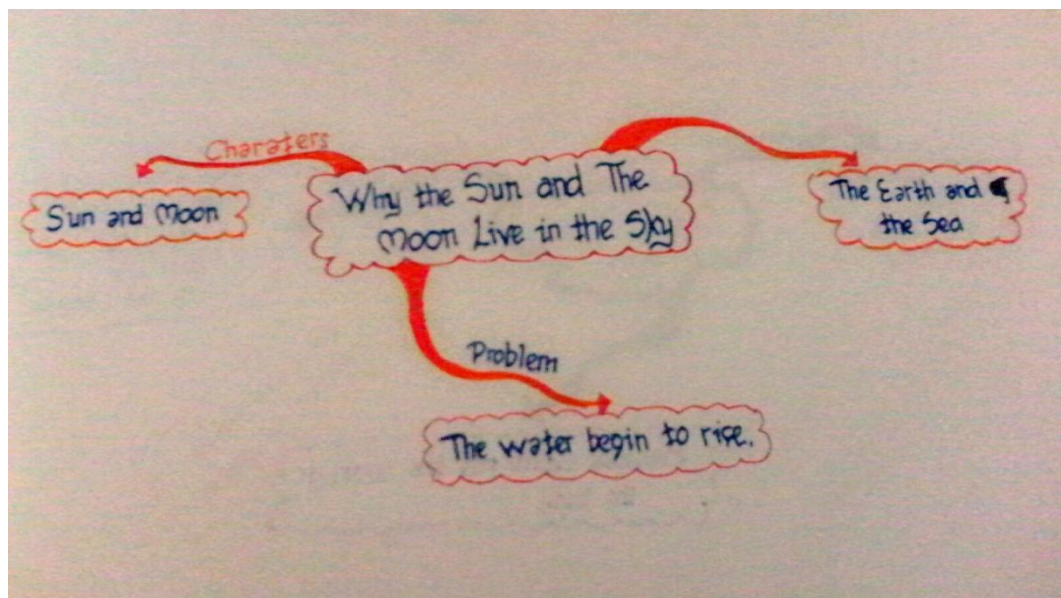 Charaters
Sun and Moon
Why the Sun and The
Moon Live in the Sky
The Earth and
the Sea
Problem
The water begin to rise.